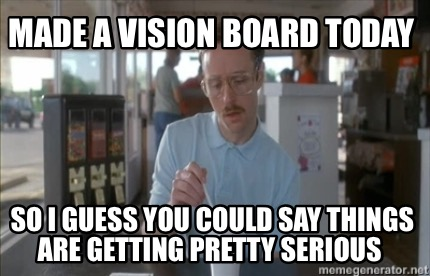 MADE A VISION BOARD TODAY
SO I GUESS YOU COULD SAY THINGS
ARE GETTING PRETTY SERIOUS
memegenerator.net